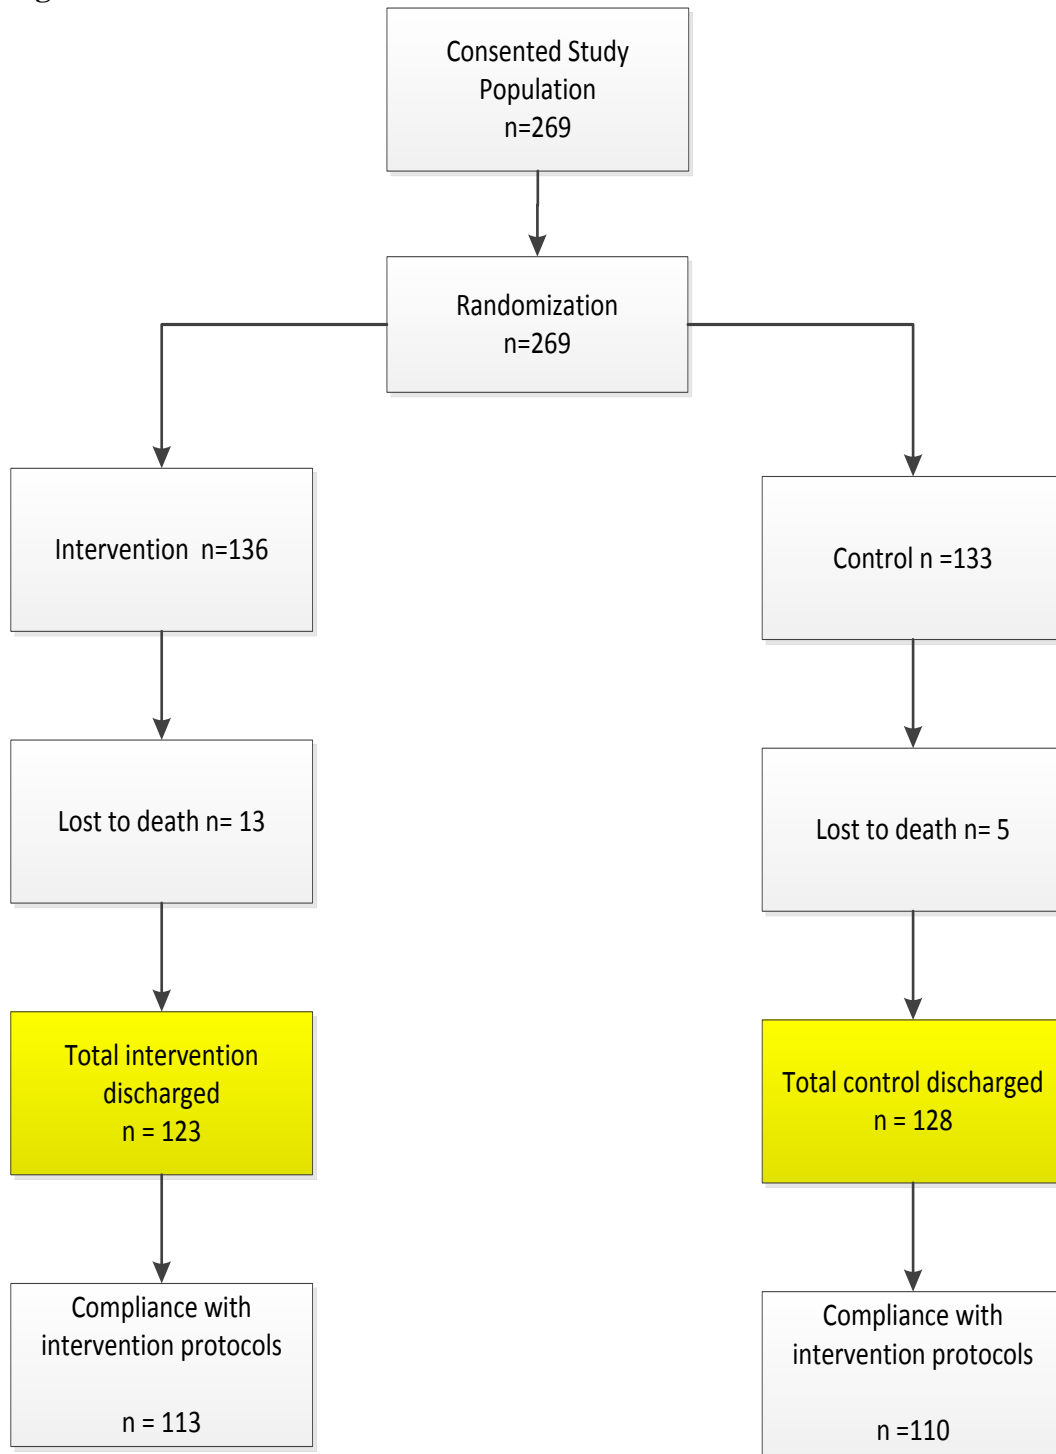 Consented Study
Population
n=269
Randomization
n=269
Intervention  n=136
Control n =133
Lost to death n= 13
Lost to death n= 5
Total intervention
discharged
n = 123
Total control discharged
n = 128
Compliance with
intervention protocols
n = 113
Compliance with
intervention protocols
n =110